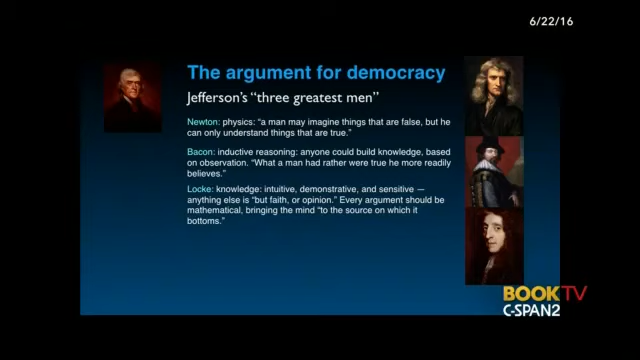 6/22/16
The argument for democracy
Jefferson's “three greatest men”
Newton: physics: “a man may imagine things that are false, but he
can only understand things that are true.”
Bacon: inductive reasoning: anyone could build knowledge, based
on observation. “What a man had rather were true he more readily
believes.”
Locke: knowledge: intuitive, demonstrative, and sensitive —
anything else is “but faith, or opinion.” Every argument should be
mathematical, bringing the mind “to the source on which it
bottoms.”
BOOKTV
C-SPAN2